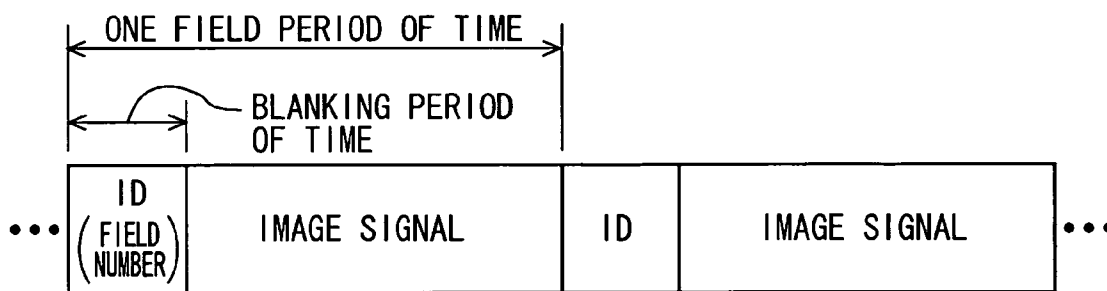 ONE FIELD PERIOD OF TIME
BLANKING PERIOD
OF TIME
ID
(FIELD
NUMBER)
IMAGE SIGNAL
ID
IMAGE SIGNAL